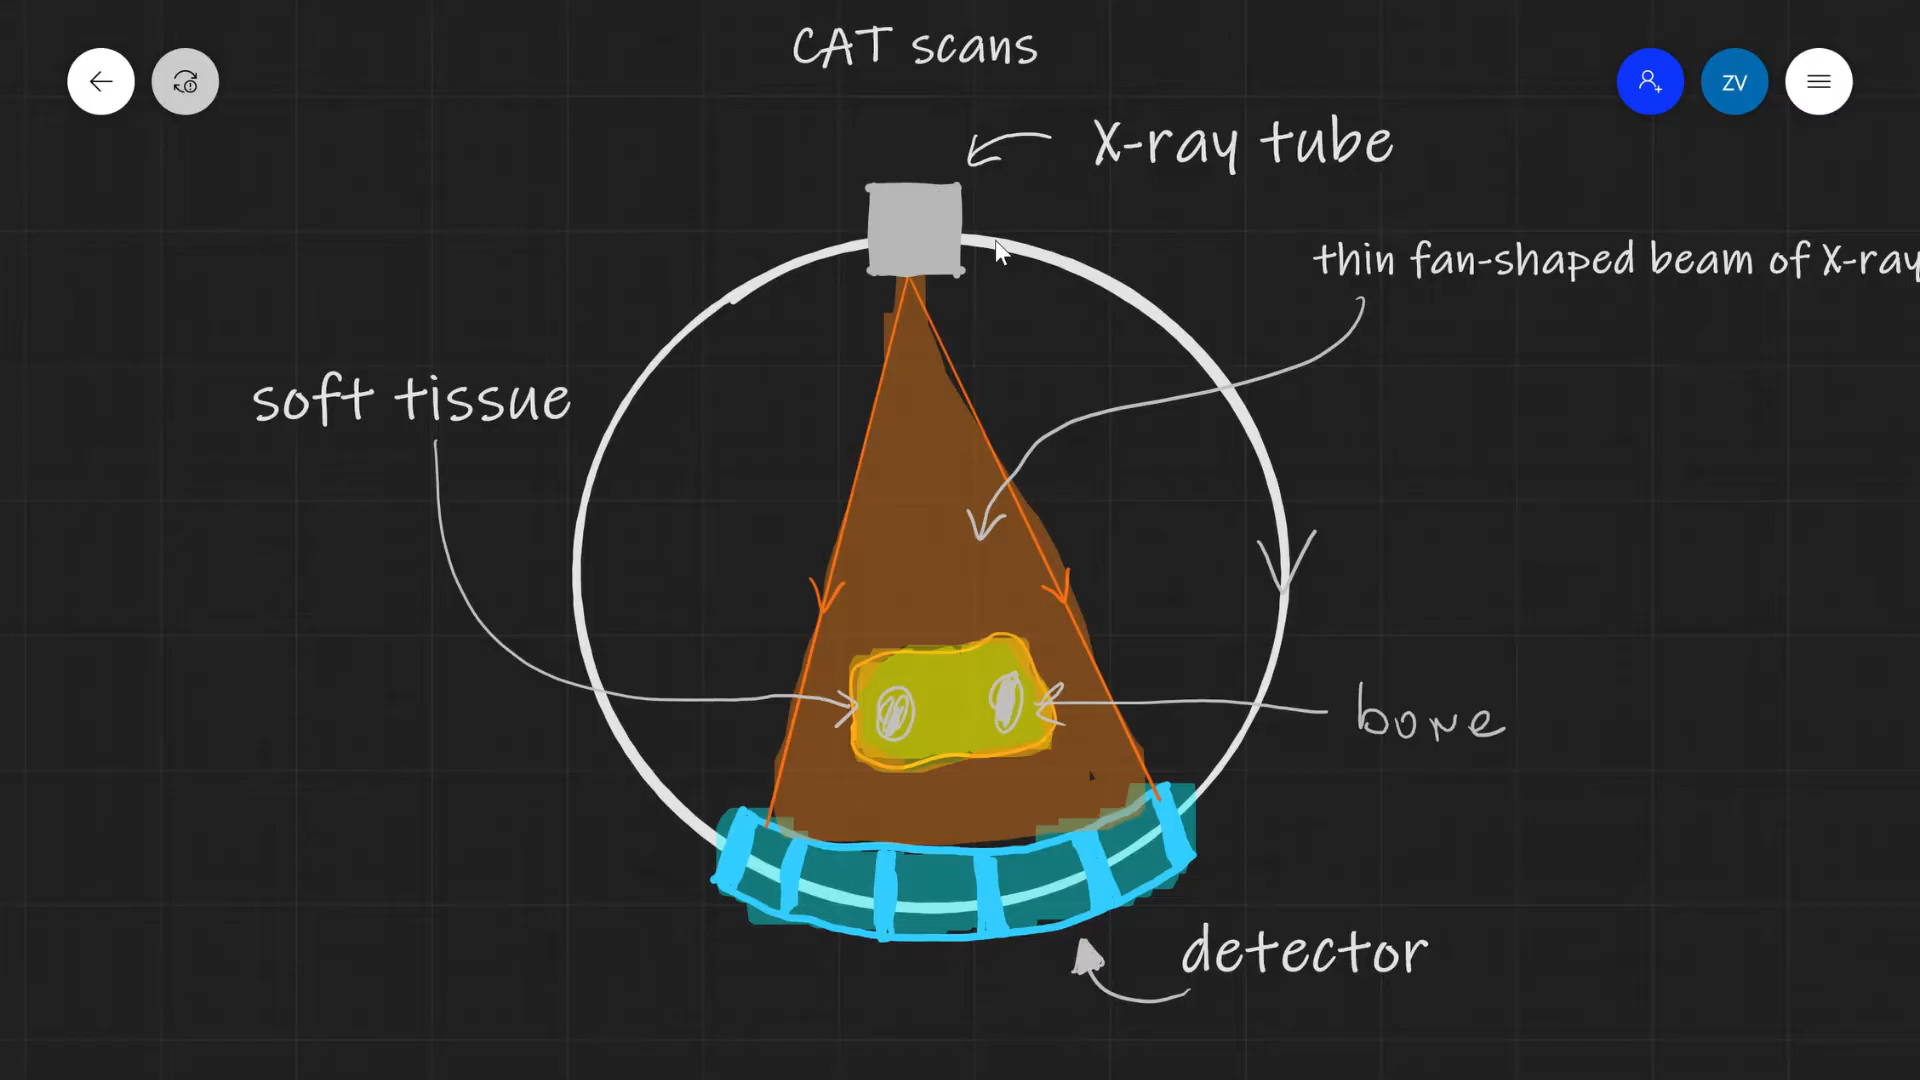 CAT scans
ZV
X-ray tube
thin fan-shaped beam of X-ray
soft tissue
bone
detector